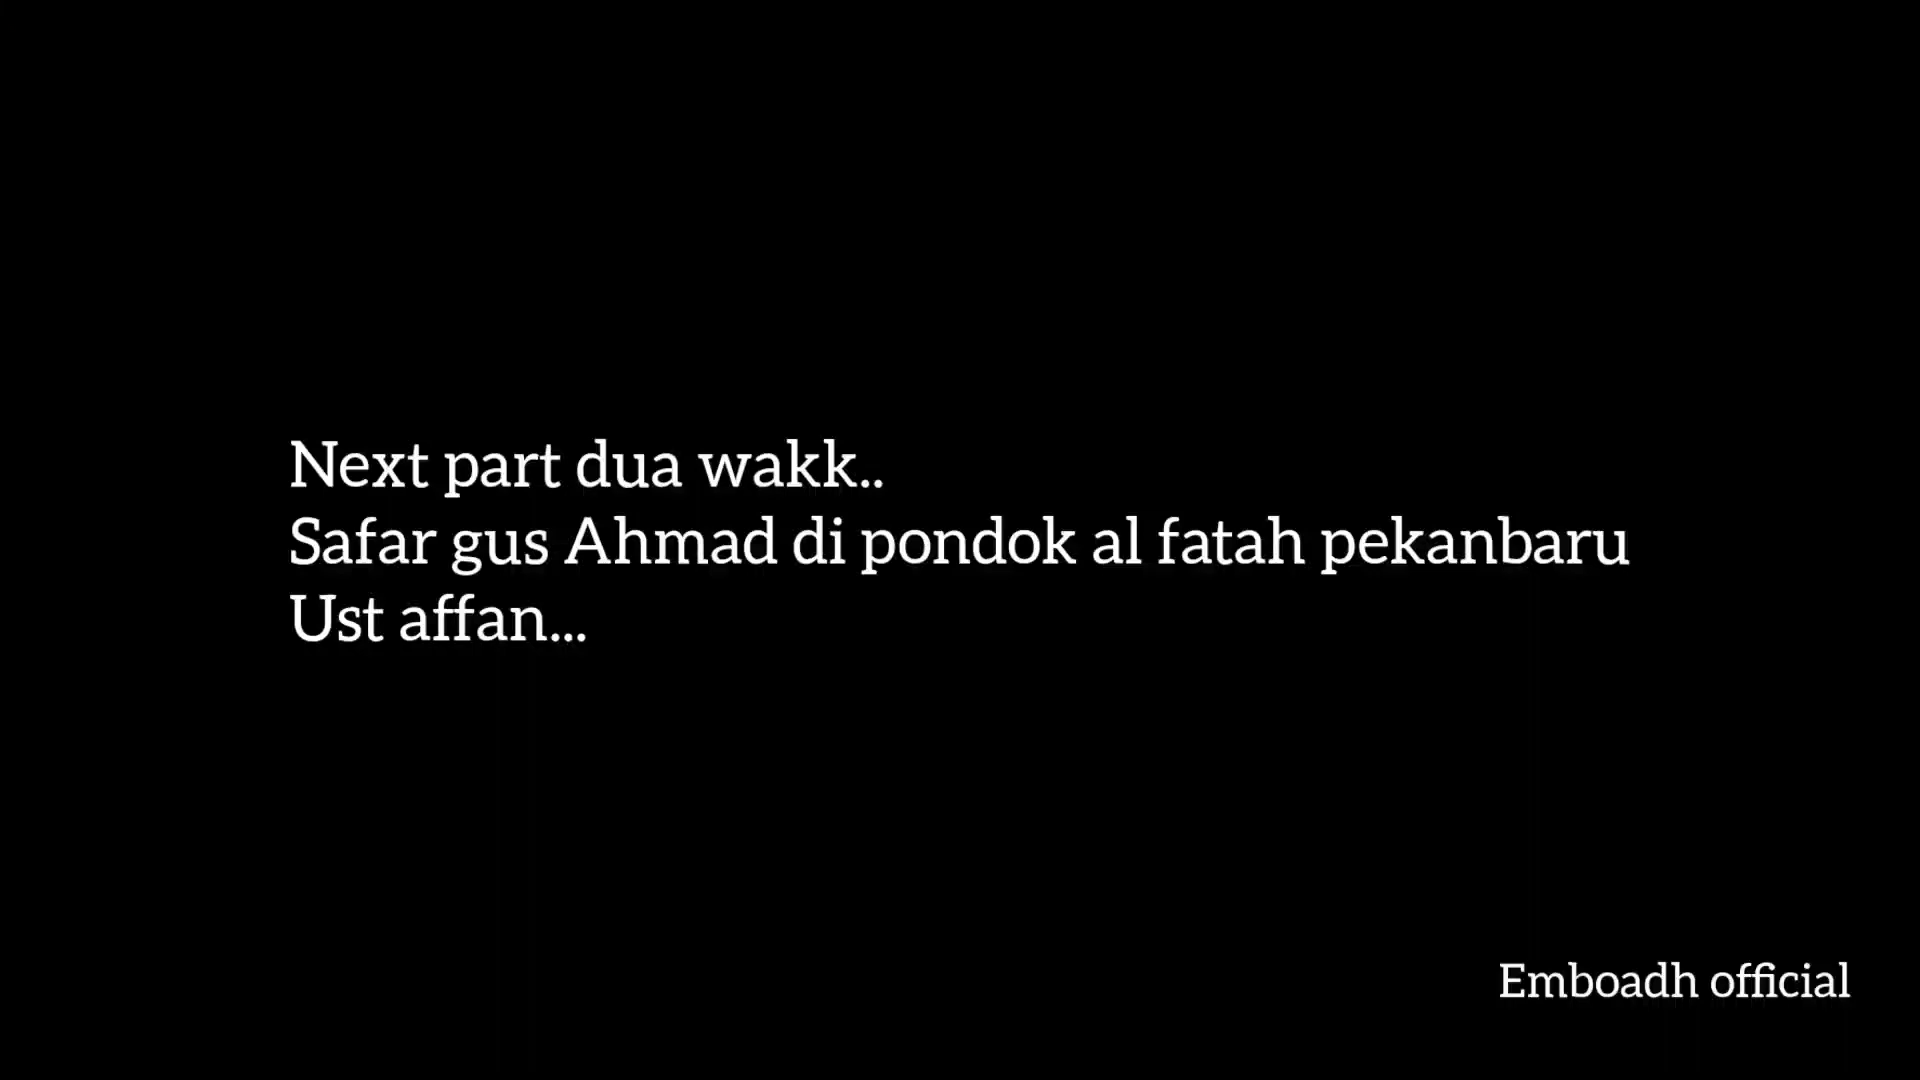 Next part dua wakk..
Safar gus Ahmad di pondok al fatah pekanbaru
Ust affan...
Emboadh official